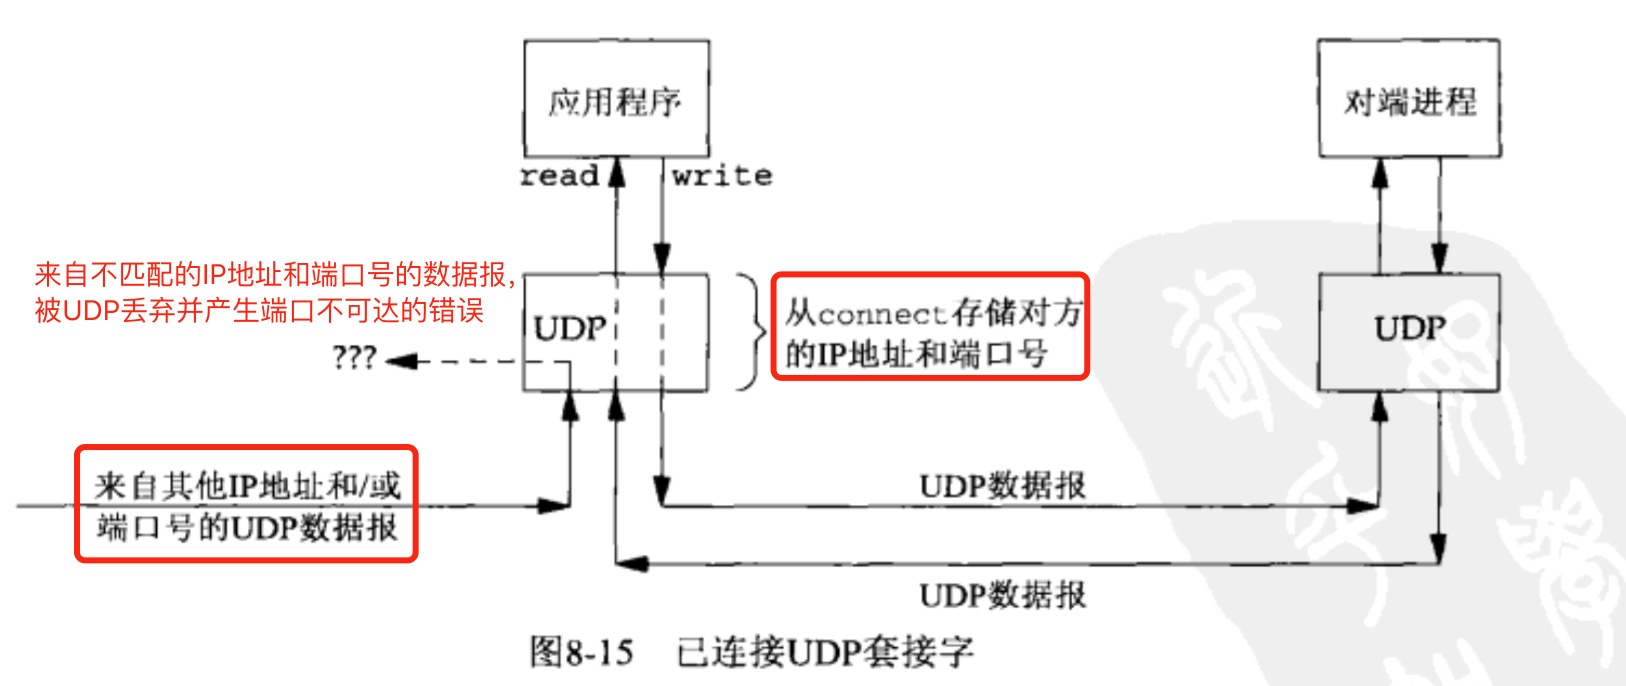 应用程序
对端进程
read
write
来自不匹配的IP地址和端口号的数据报,
被UDP丢弃并产生端口不可达的错误
UDP
从connect存储对方
的IP地址和端口号
UDP
???
来自其他IP地址和/或
端口号的UDP数据报
UDP数据报
UDP数据报
图8-15 已连接UDP套接字